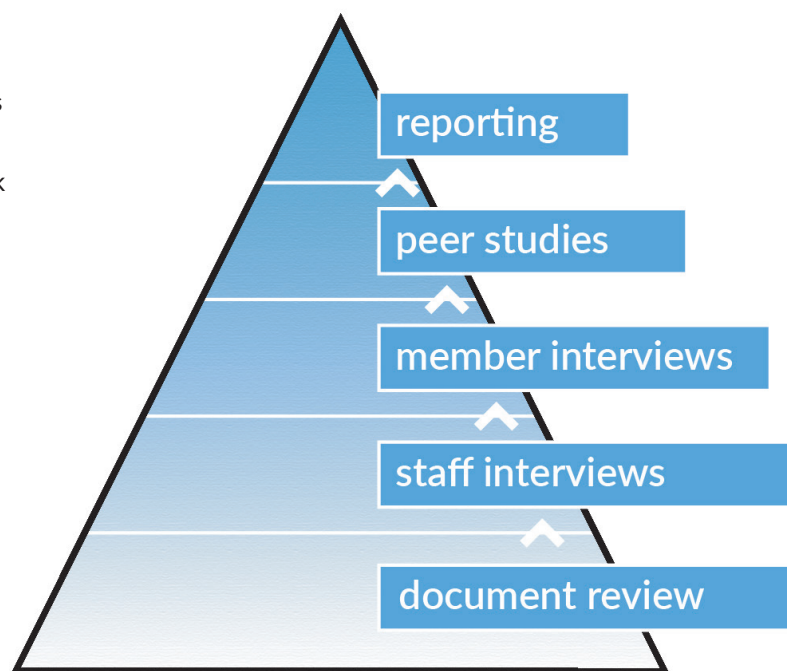 s
reporting
k
peer studies
member interviews
staff interviews
document review